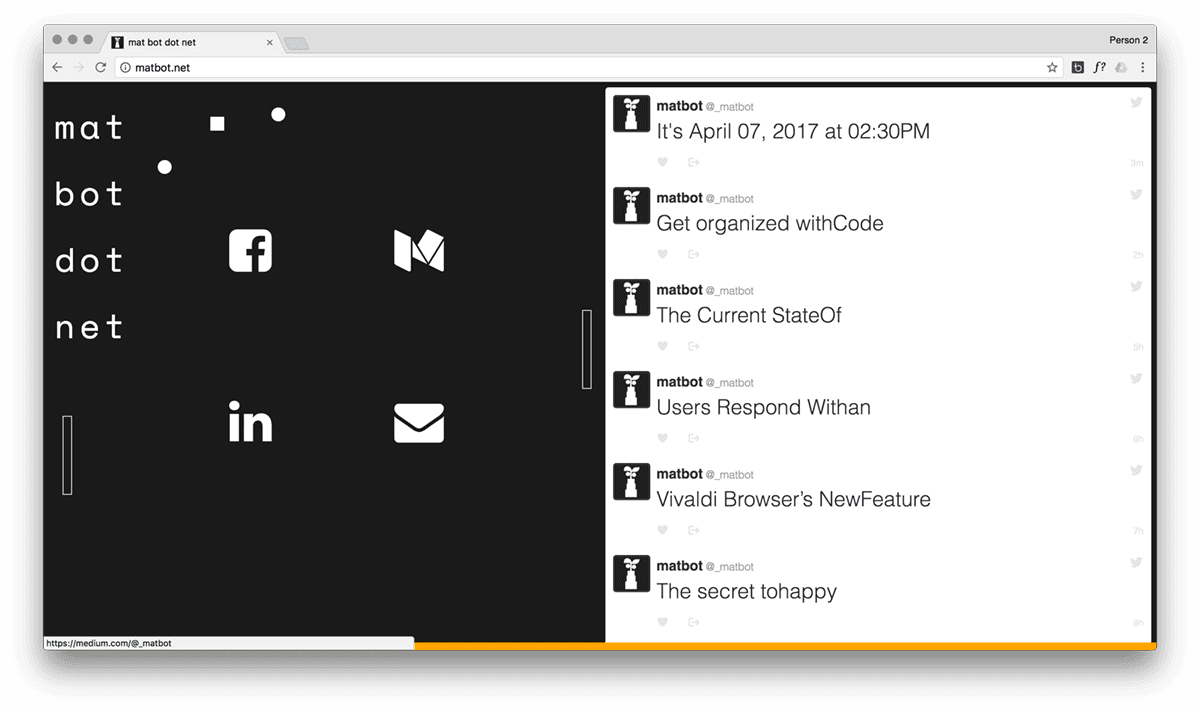 mat bot dot net
Person 2
matbot.net
f?
mat
bot
dot
net
in
matbot @_matbot
It's April 07, 2017 at 02:30PM
3m
matbot @_matbot
Get organized withCode
2h
matbot @_matbot
The Current StateOf
5h
matbot @_matbot
Users Respond Withan
6h
matbot @_matbot
Vivaldi Browser’s NewFeature
7h
matbot @_matbot
The secret tohappy
9h
https://medium.com/@_matbot